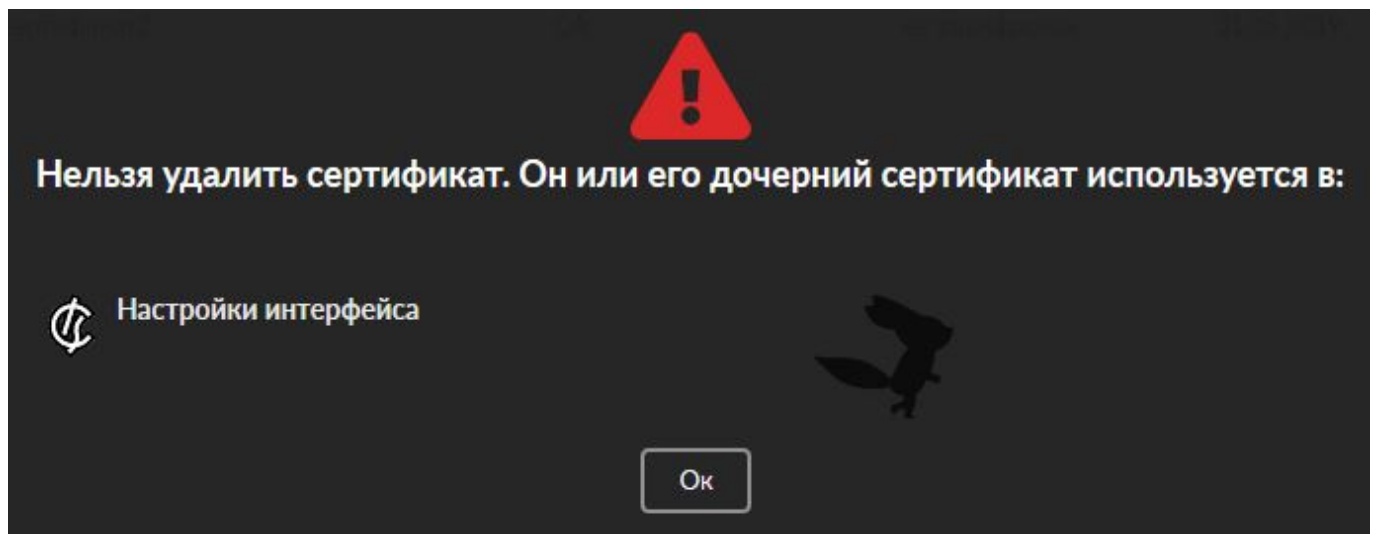 Нельзя удалить сертификат. Он или его дочерний сертификат используется в:
Настройки интерфейса
Ок